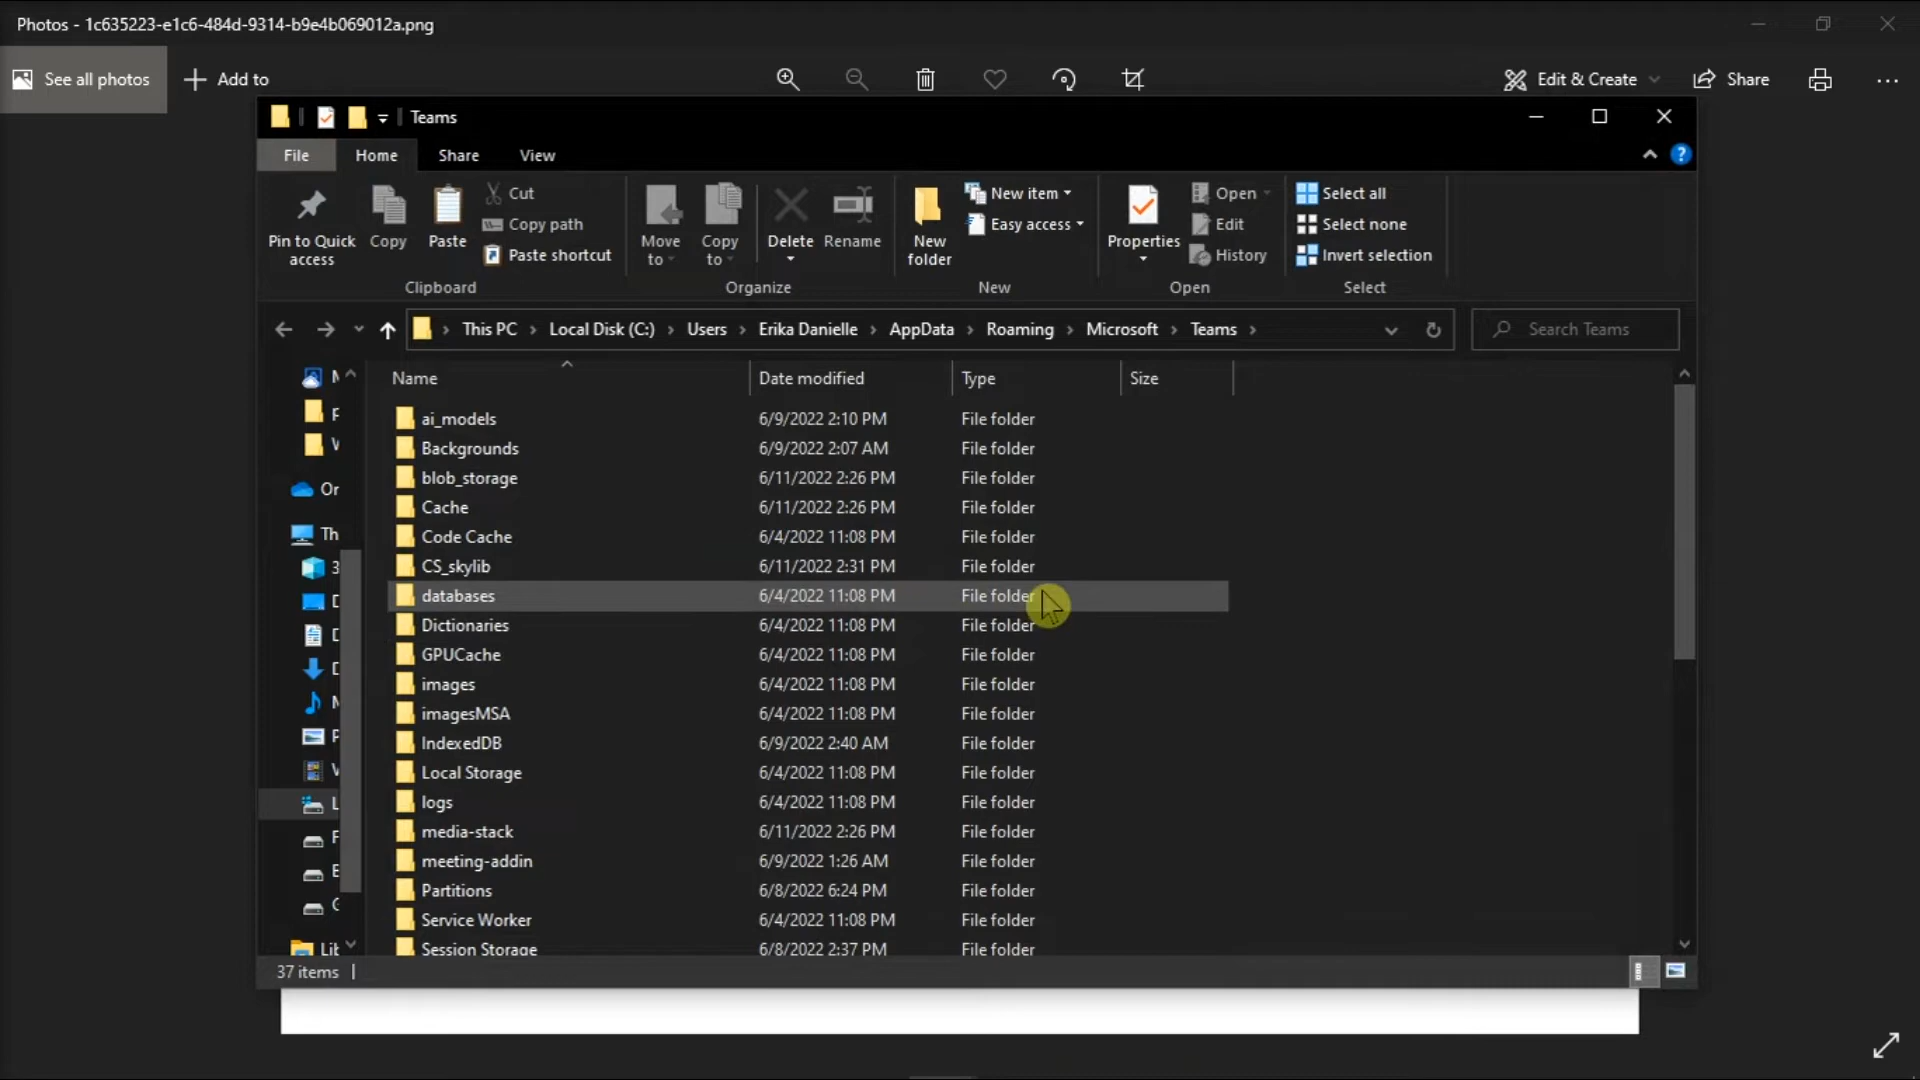 Photos - 1c635223-e1c6-484d-9314-b9e4b069012a.png
See all photos
Add to
Edit & Create
Share
Teams
File
Home
Share
View
Pin to Quick access
Copy
Paste
Cut
Copy path
Paste shortcut
Move to
Copy to
Delete
Rename
New folder
New item
Easy access
Properties
Open
Edit
History
Select all
Select none
Invert selection
Clipboard
Organize
New
Open
Select
This PC > Local Disk (C:) > Users > Erika Danielle > AppData > Roaming > Microsoft > Teams >
Search Teams
Name Date modified Type Size
ai_models 6/9/2022 2:10 PM File folder
Backgrounds 6/9/2022 2:07 AM File folder
blob_storage 6/11/2022 2:26 PM File folder
Cache 6/11/2022 2:26 PM File folder
Code Cache 6/4/2022 11:08 PM File folder
CS_skylib 6/11/2022 2:31 PM File folder
databases 6/4/2022 11:08 PM File folder
Dictionaries 6/4/2022 11:08 PM File folder
GPUCache 6/4/2022 11:08 PM File folder
images 6/4/2022 11:08 PM File folder
imagesMSA 6/4/2022 11:08 PM File folder
IndexedDB 6/9/2022 2:40 AM File folder
Local Storage 6/4/2022 11:08 PM File folder
logs 6/4/2022 11:08 PM File folder
media-stack 6/11/2022 2:26 PM File folder
meeting-addin 6/9/2022 1:26 AM File folder
Partitions 6/8/2022 6:24 PM File folder
Service Worker 6/4/2022 11:08 PM File folder
Session Storage 6/8/2022 2:37 PM File folder
Or
Th
3
Lit
37 items